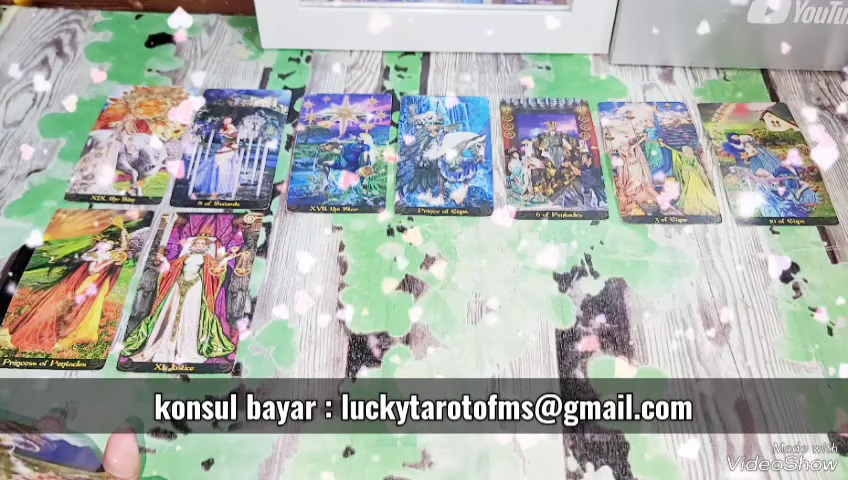 YouTu
XIX. the Sun
8 of Swords
XVII the Star
Prince of Cups
6 of Pentacles
3 of Cups
10 of Cups
Princess of Pentacles
XI. Justice
konsul bayar : luckytarotofms@gmail.com
Made with
VideoShow